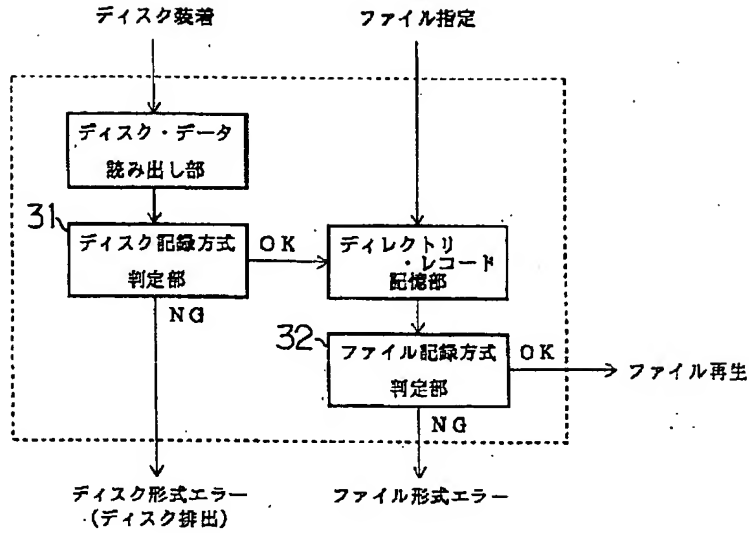 ディスク装着
ファイル指定
ディスク・データ
読み出し部
31
ディスク記録方式
判定部
OK
NG
ディレクトリ
・レコード
記憶部
32
ファイル記録方式
判定部
OK
NG
ファイル再生
ディスク形式エラー
(ディスク排出)
ファイル形式エラー